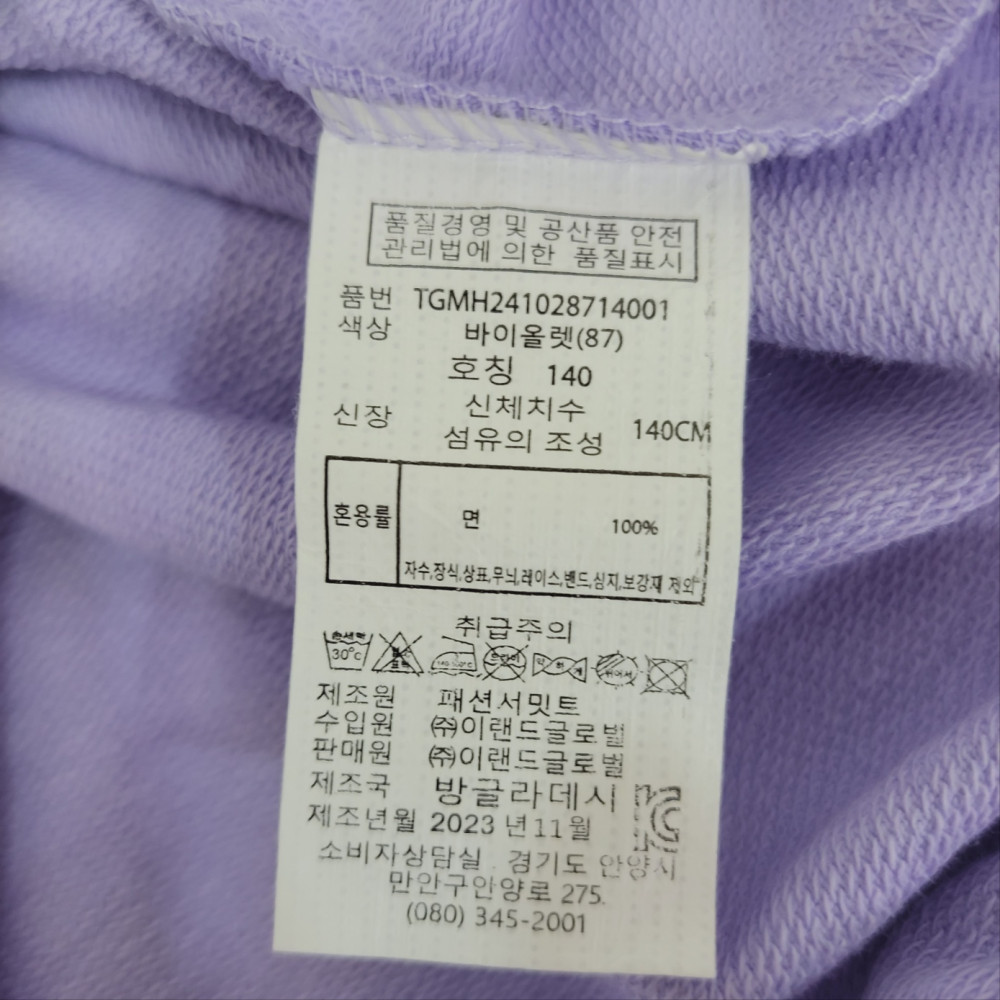 품질경영 및 공산품 안전
관리법에 의한 품질표시
품번 TGMH241028714001
색상 바이올렛(87)
호칭 140
신체치수
신장 140CM
섬유의 조성
혼용률 면 100%
자수,장식,상표,무늬,레이스,밴드,심지,보강재 제외
취급주의
손세탁 30°c 드라이
제조원 패션서밋트
수입원 ㈜이랜드글로벌
판매원 ㈜이랜드글로벌
제조국 방글라데시
제조년월 2023 년11월
소비자상담실 . 경기도 안양시
만안구안양로 275.
(080) 345-2001